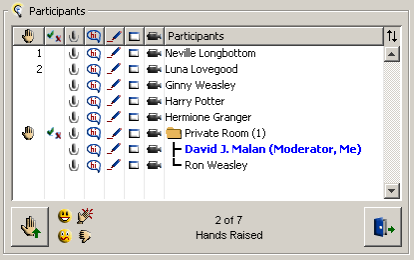 Participants
Participants
1 Neville Longbottom
2 Luna Lovegood
Ginny Weasley
Harry Potter
Hermione Granger
Private Room (1)
David J. Malan (Moderator, Me)
Ron Weasley
2 of 7
Hands Raised